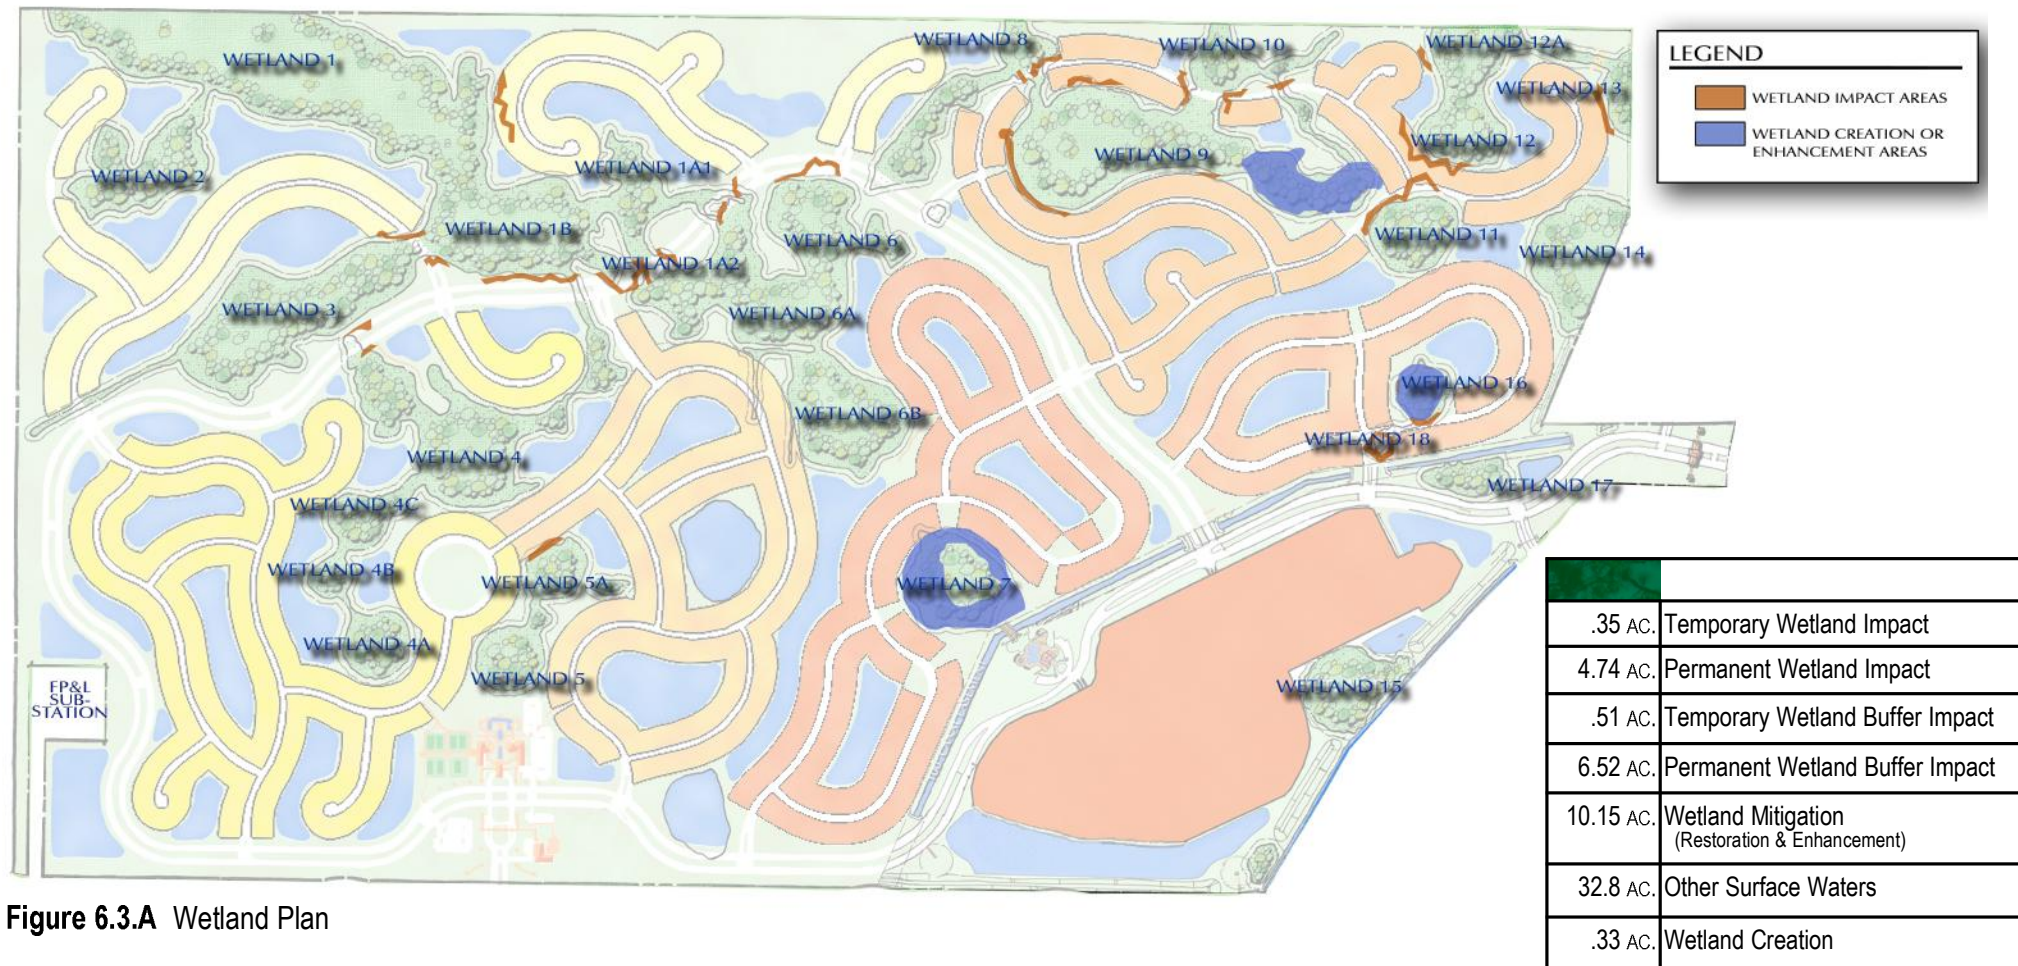 WETLAND 1
WETLAND 8
WETLAND 10
WETLAND 12A
WETLAND 13
WETLAND 2
WETLAND 1A1
WETLAND 9
WETLAND 12
WETLAND 1B
WETLAND 6
WETLAND 11
WETLAND 14
WETLAND 1A2
WETLAND 3
WETLAND 6A
WETLAND 16
WETLAND 6B
WETLAND 18
WETLAND 4
WETLAND 17
WETLAND 4C
WETLAND 4B
WETLAND 5A
WETLAND 7
WETLAND 4A
WETLAND 5
WETLAND 15
FP&L
SUB-
STATION
LEGEND
WETLAND IMPACT AREAS
WETLAND CREATION OR
ENHANCEMENT AREAS
.35 AC. Temporary Wetland Impact
4.74 AC. Permanent Wetland Impact
.51 AC. Temporary Wetland Buffer Impact
6.52 AC. Permanent Wetland Buffer Impact
10.15 AC. Wetland Mitigation
(Restoration & Enhancement)
32.8 AC. Other Surface Waters
.33 AC. Wetland Creation
Figure 6.3.A Wetland Plan